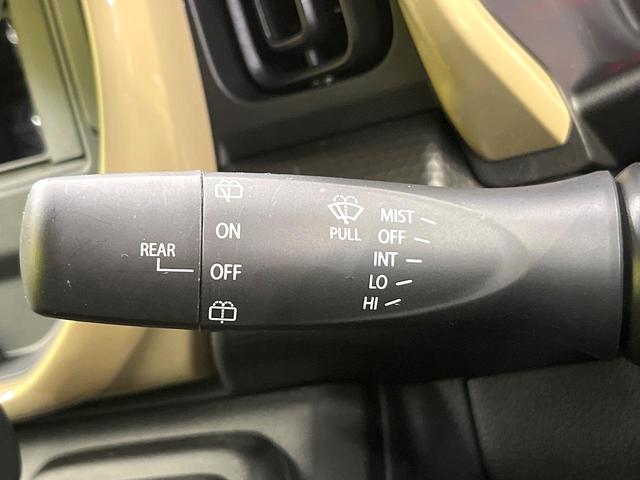 REAR
ON
OFF
PULL
MIST
OFF
INT
LO
HI